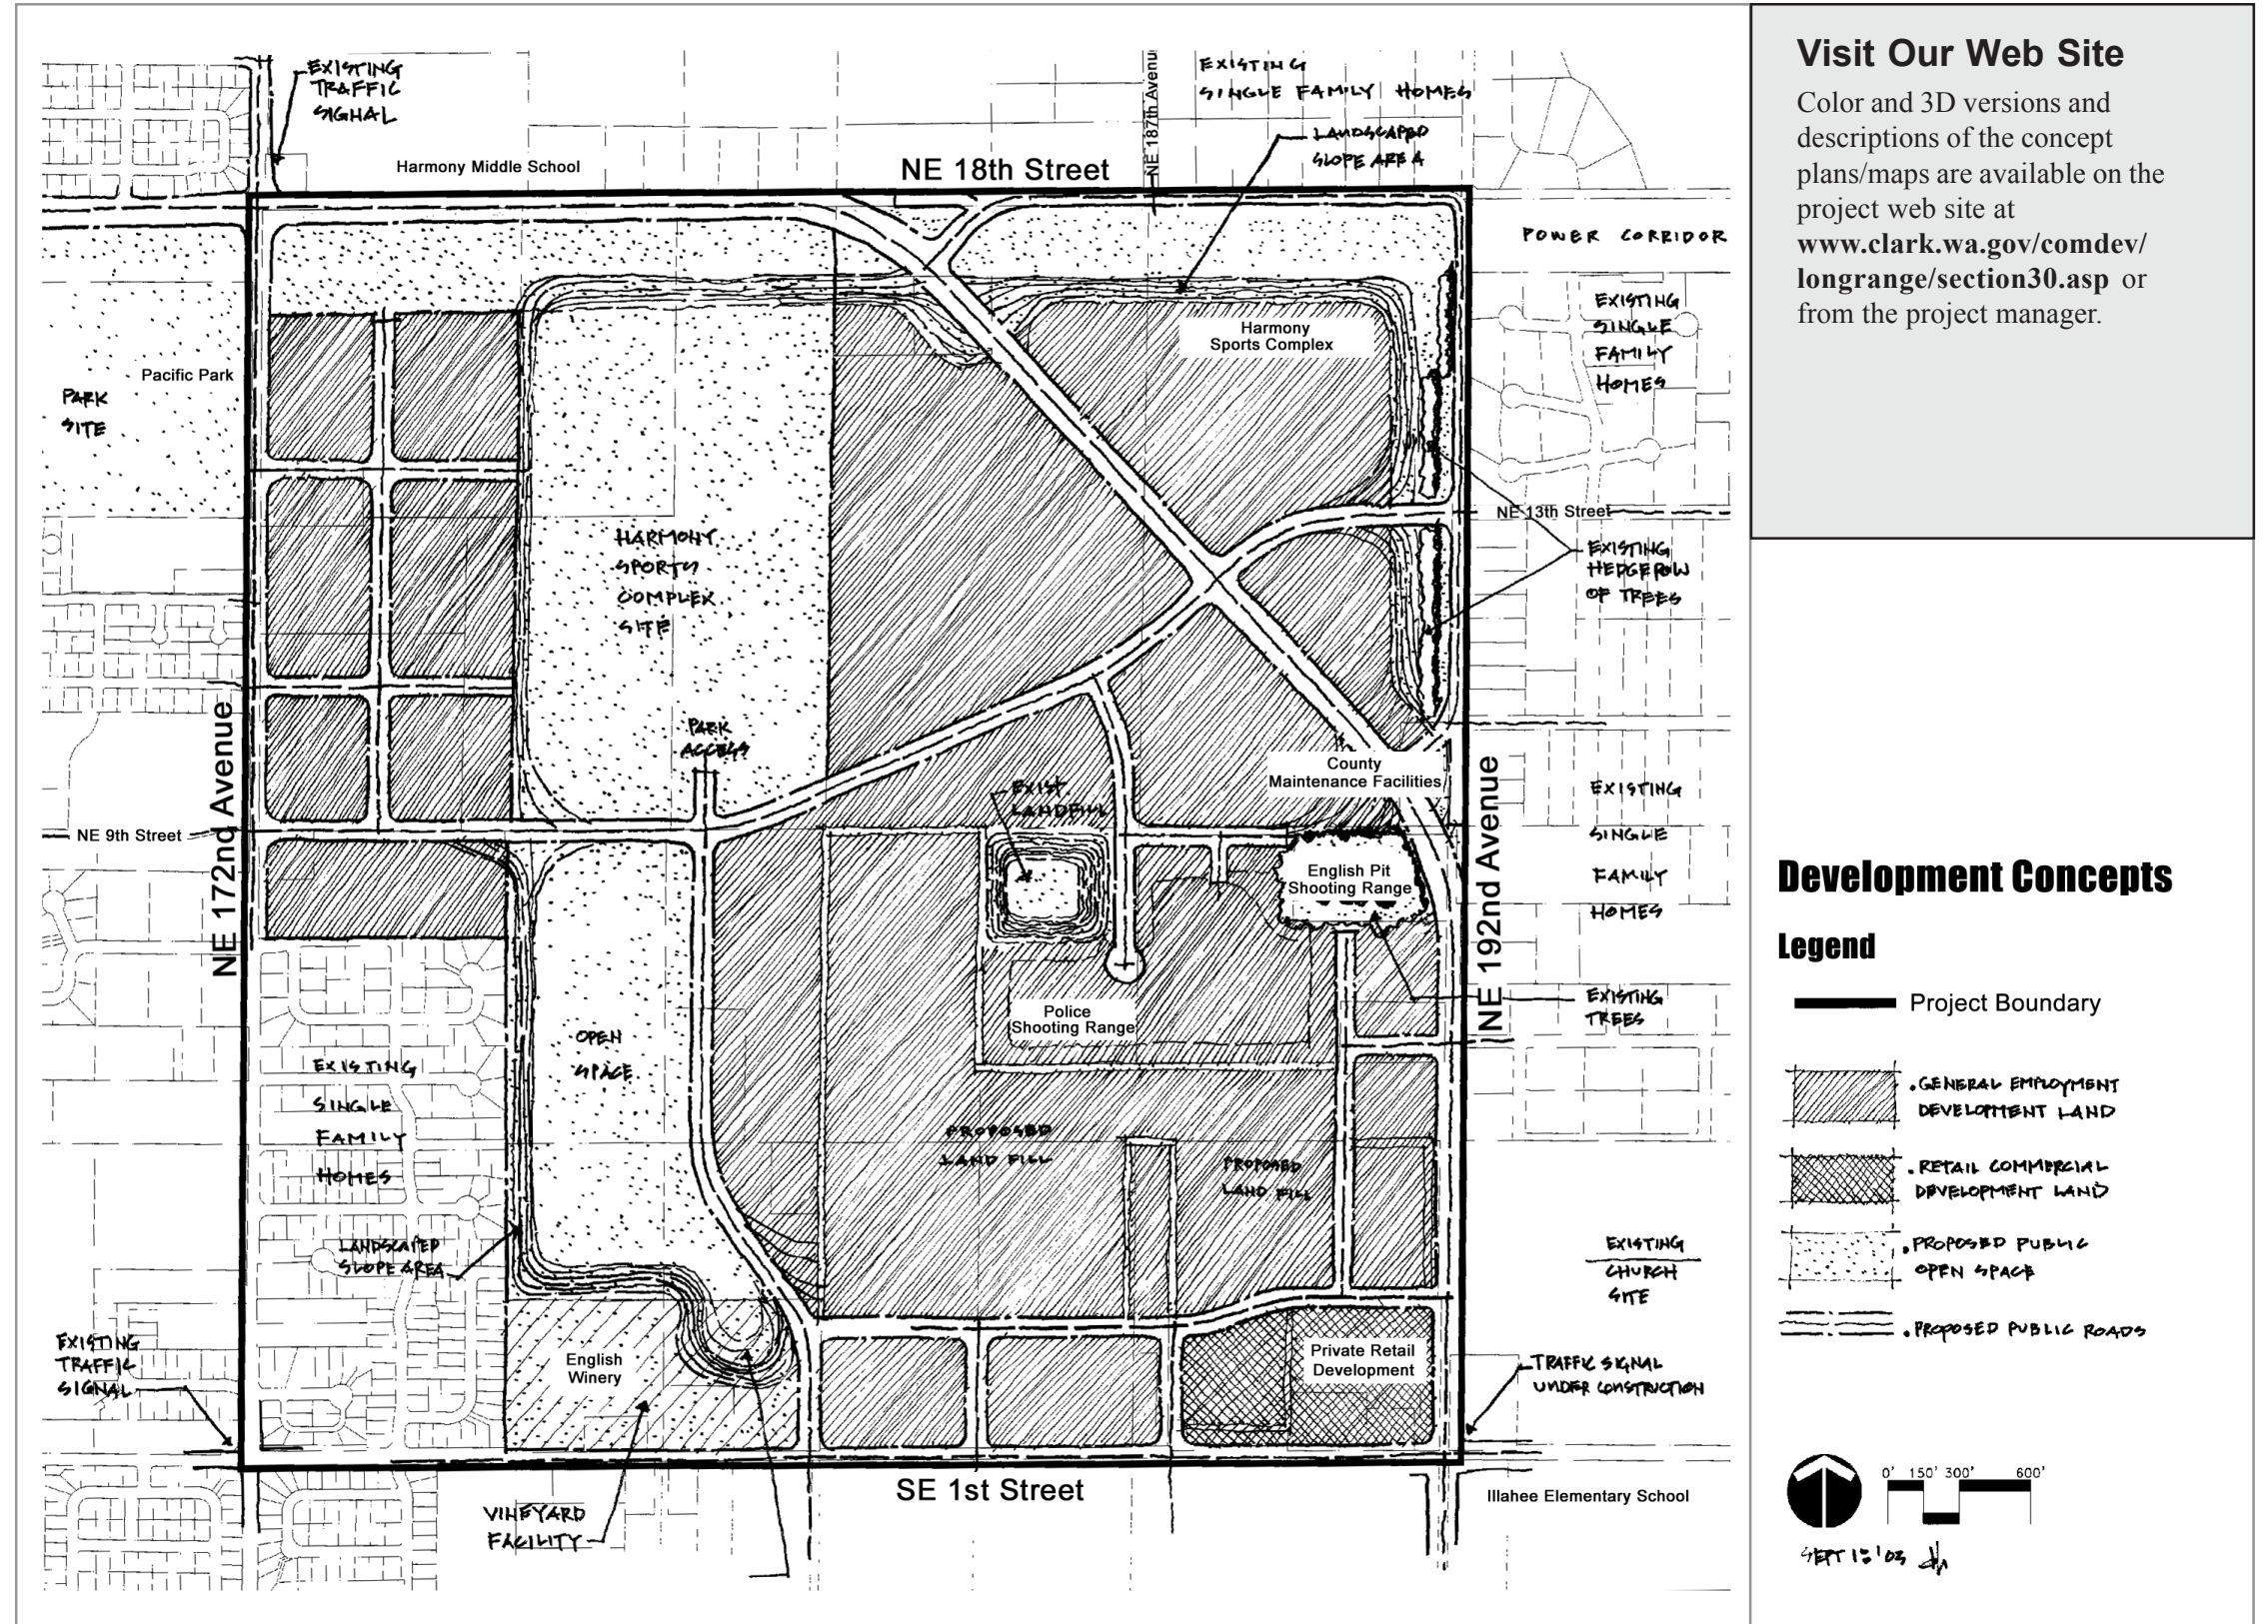 Visit Our Web Site
Color and 3D versions and
descriptions of the concept
plans/maps are available on the
project web site at
www.clark.wa.gov/comdev/
longrange/section30.asp or
from the project manager.
EXISTING
TRAFFIC
SIGNAL
Harmony Middle School
NE 18th Street
NE 187th Avenue
EXISTING
SINGLE FAMILY HOMES
LANDSCAPED
SLOPE AREA
POWER CORRIDOR
EXISTING
SINGLE
FAMILY
HOMES
Pacific Park
PARK
SITE
Harmony
Sports Complex
NE 13th Street
EXISTING
HEDGEROW
OF TREES
HARMONY
SPORTS
COMPLEX
SITE
PARK
ACCESS
NE 172nd Avenue
NE 9th Street
EXIST.
LANDFILL
County
Maintenance Facilities
NE 192nd Avenue
EXISTING
SINGLE
FAMILY
HOMES
English Pit
Shooting Range
EXISTING
TREES
Police
Shooting Range
OPEN
SPACE
EXISTING
SINGLE
FAMILY
HOMES
PROPOSED
LAND FILL
PROPOSED
LAND FILL
LANDSCAPED
SLOPE AREA
EXISTING
CHURCH
SITE
EXISTING
TRAFFIC
SIGNAL
English
Winery
Private Retail
Development
TRAFFIC SIGNAL
UNDER CONSTRUCTION
SE 1st Street
Illahee Elementary School
VINEYARD
FACILITY
Development Concepts
Legend
Project Boundary
. GENERAL EMPLOYMENT
DEVELOPMENT LAND
. RETAIL COMMERCIAL
DEVELOPMENT LAND
. PROPOSED PUBLIC
OPEN SPACE
. PROPOSED PUBLIC ROADS
0' 150' 300' 600'
SEPT '03